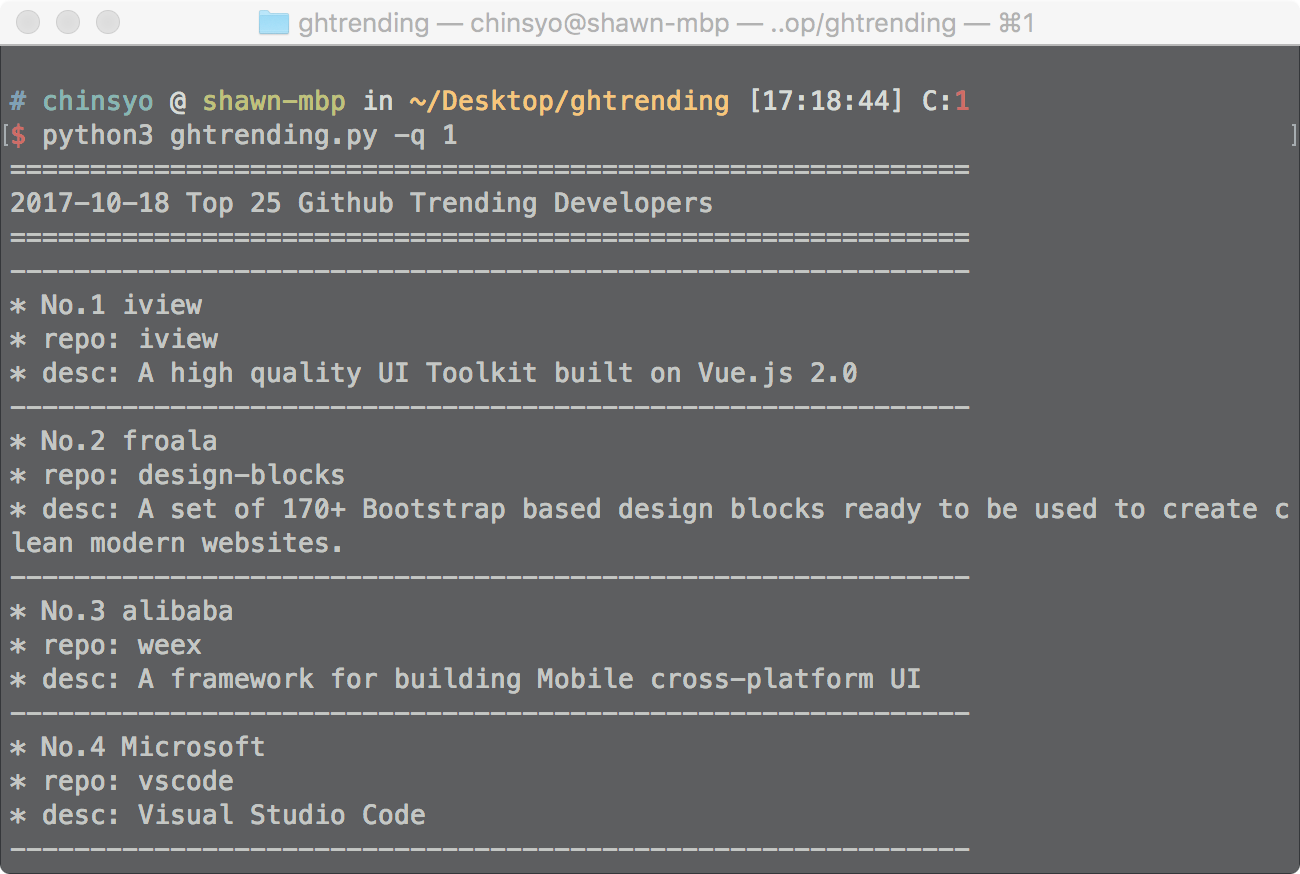 ghtrending — chinsyo@shawn-mbp — ..op/ghtrending — ⌘1
# chinsyo @ shawn-mbp in ~/Desktop/ghtrending [17:18:44] C:1
[$ python3 ghtrending.py -q 1 ]
============================================================
2017-10-18 Top 25 Github Trending Developers
============================================================
------------------------------------------------------------
* No.1 iview
* repo: iview
* desc: A high quality UI Toolkit built on Vue.js 2.0
------------------------------------------------------------
* No.2 froala
* repo: design-blocks
* desc: A set of 170+ Bootstrap based design blocks ready to be used to create c
lean modern websites.
------------------------------------------------------------
* No.3 alibaba
* repo: weex
* desc: A framework for building Mobile cross-platform UI
------------------------------------------------------------
* No.4 Microsoft
* repo: vscode
* desc: Visual Studio Code
------------------------------------------------------------